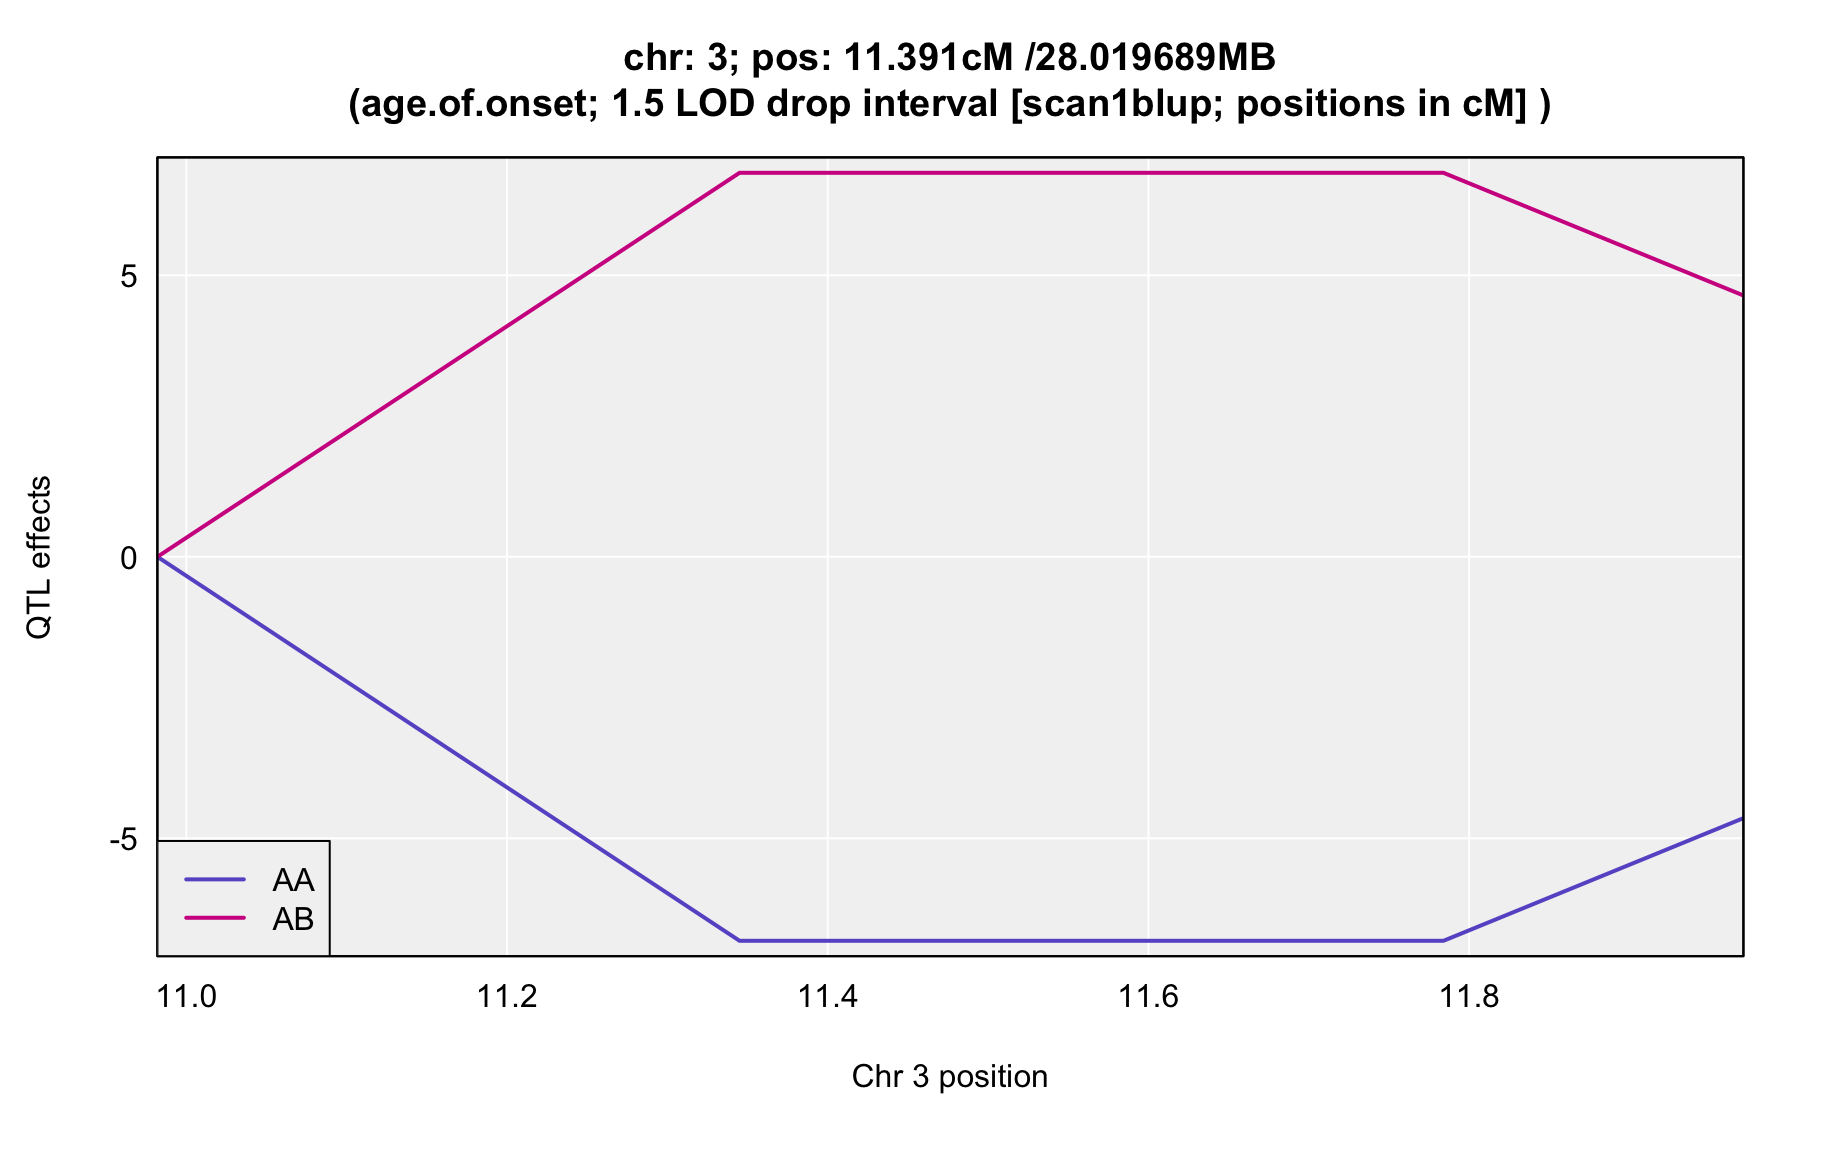 chr: 3; pos: 11.391cM /28.019689MB
(age.of.onset; 1.5 LOD drop interval [scan1blup; positions in cM] )
QTL effects
5
0
-5
AA
AB
11.0 11.2 11.4 11.6 11.8
Chr 3 position